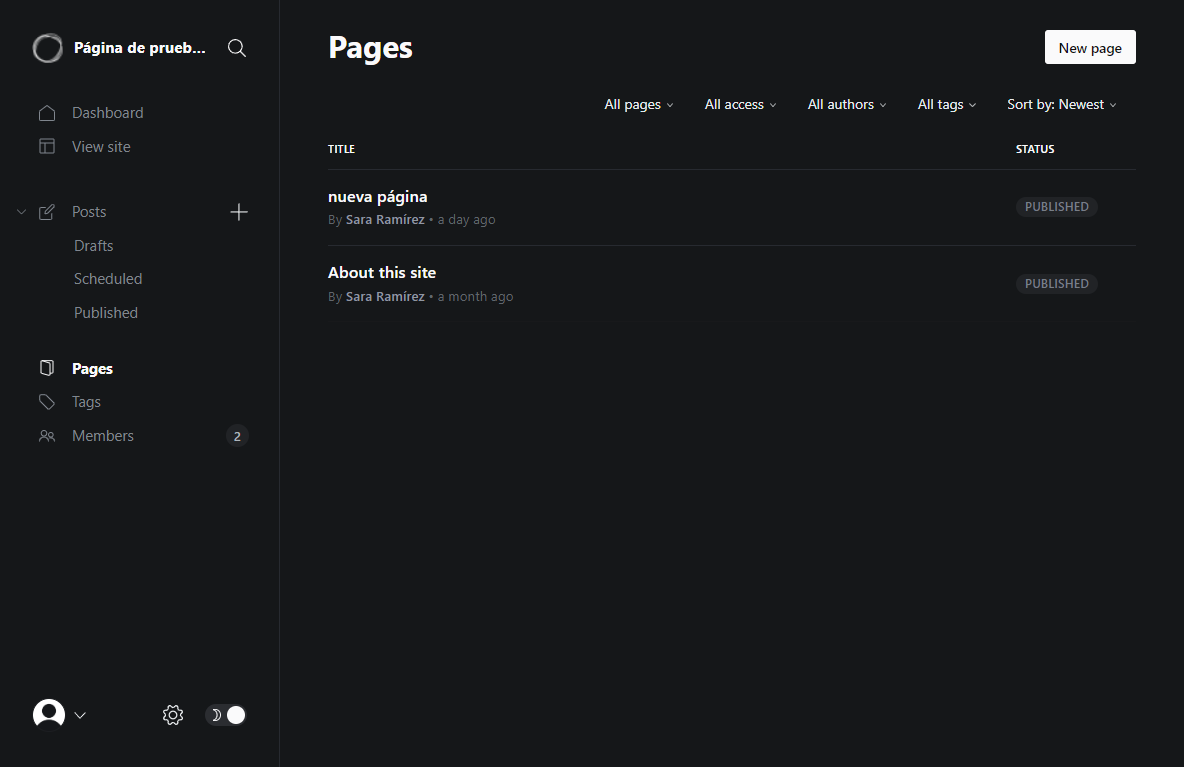 Página de prueb...
Dashboard
View site
Posts
Drafts
Scheduled
Published
Pages
Tags
Members 2
Pages
New page
All pages All access All authors All tags Sort by: Newest
TITLE STATUS
nueva página
By Sara Ramírez • a day ago
PUBLISHED
About this site
By Sara Ramírez • a month ago
PUBLISHED